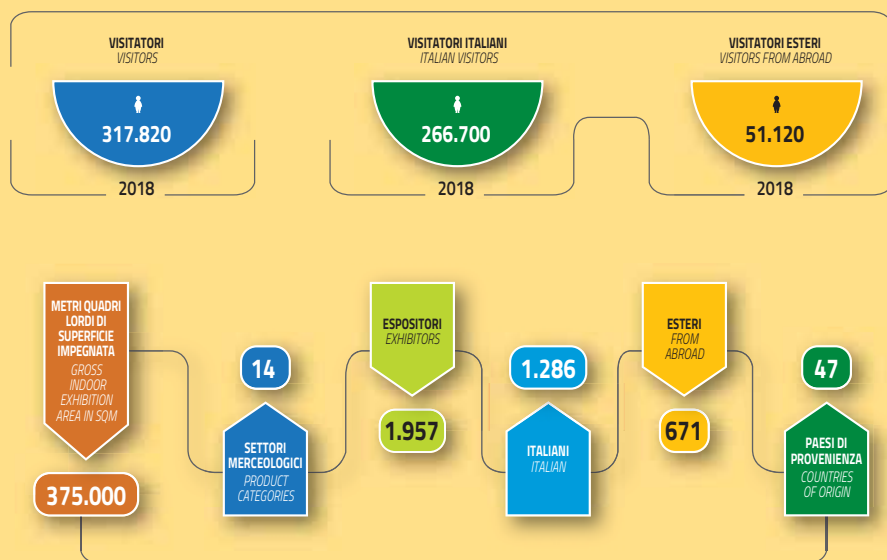 VISITATORI
VISITORS
317.820
2018
VISITATORI ITALIANI
ITALIAN VISITORS
266.700
2018
VISITATORI ESTERI
VISITORS FROM ABROAD
51.120
2018
METRI QUADRI
LORDI DI
SUPERFICIE
IMPEGNATA
GROSS
INDOOR
EXHIBITION
AREA IN SQM
375.000
14
SETTORI
MERCEOLOGICI
PRODUCT
CATEGORIES
ESPOSITORI
EXHIBITORS
1.957
1.286
ITALIANI
ITALIAN
ESTERI
FROM
ABROAD
671
47
PAESI DI
PROVENIENZA
COUNTRIES
OF ORIGIN